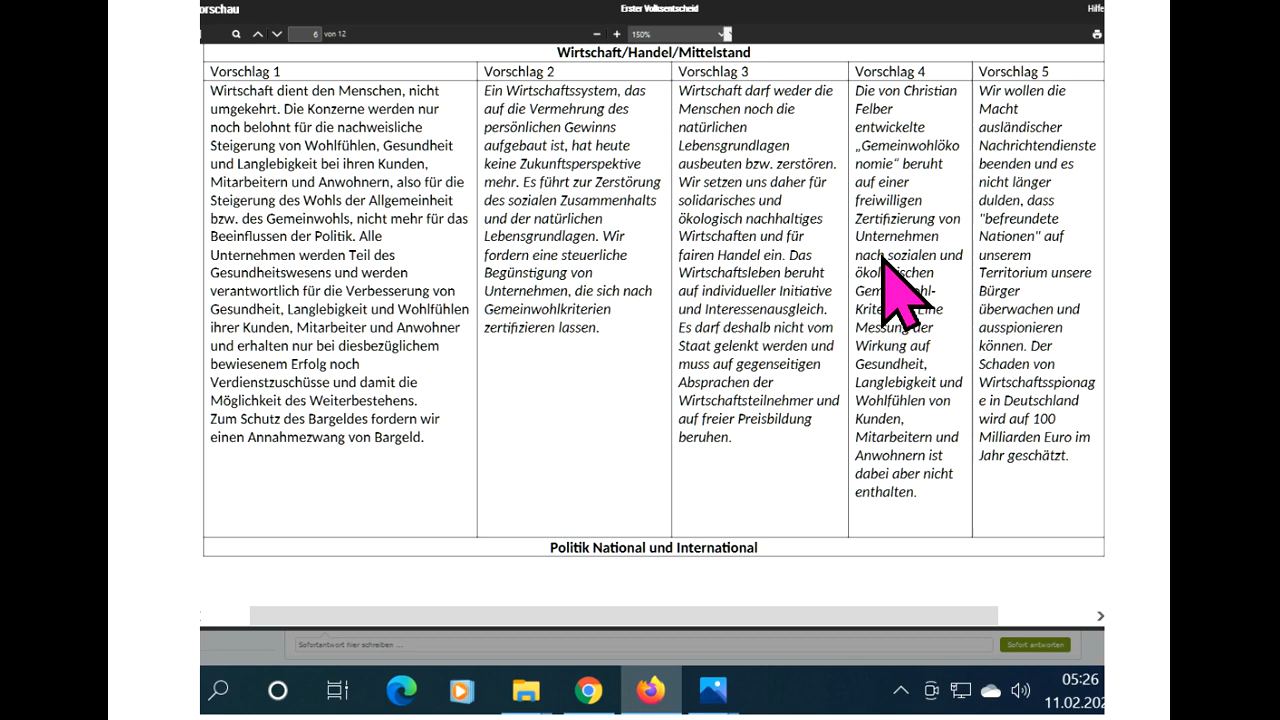 orschau
Erster Volksentscheid
Hilfe
6 von 12
150%
Wirtschaft/Handel/Mittelstand
Vorschlag 1
Wirtschaft dient den Menschen, nicht
umgekehrt. Die Konzerne werden nur
noch belohnt für die nachweisliche
Steigerung von Wohlfühlen, Gesundheit
und Langlebigkeit bei ihren Kunden,
Mitarbeitern und Anwohnern, also für die
Steigerung des Wohls der Allgemeinheit
bzw. des Gemeinwohls, nicht mehr für das
Beeinflussen der Politik. Alle
Unternehmen werden Teil des
Gesundheitswesens und werden
verantwortlich für die Verbesserung von
Gesundheit, Langlebigkeit und Wohlfühlen
ihrer Kunden, Mitarbeiter und Anwohner
und erhalten nur bei diesbezüglichem
bewiesenem Erfolg noch
Verdienstzuschüsse und damit die
Möglichkeit des Weiterbestehens.
Zum Schutz des Bargeldes fordern wir
einen Annahmezwang von Bargeld.
Vorschlag 2
Ein Wirtschaftssystem, das
auf die Vermehrung des
persönlichen Gewinns
aufgebaut ist, hat heute
keine Zukunftsperspektive
mehr. Es führt zur Zerstörung
des sozialen Zusammenhalts
und der natürlichen
Lebensgrundlagen. Wir
fordern eine steuerliche
Begünstigung von
Unternehmen, die sich nach
Gemeinwohlkriterien
zertifizieren lassen.
Vorschlag 3
Wirtschaft darf weder die
Menschen noch die
natürlichen
Lebensgrundlagen
ausbeuten bzw. zerstören.
Wir setzen uns daher für
solidarisches und
ökologisch nachhaltiges
Wirtschaften und für
fairen Handel ein. Das
Wirtschaftsleben beruht
auf individueller Initiative
und Interessenausgleich.
Es darf deshalb nicht vom
Staat gelenkt werden und
muss auf gegenseitigen
Absprachen der
Wirtschaftsteilnehmer und
auf freier Preisbildung
beruhen.
Vorschlag 4
Die von Christian
Felber
entwickelte
„Gemeinwohlöko
nomie“ beruht
auf einer
freiwilligen
Zertifizierung von
Unternehmen
nach sozialen und
der
Wirkung auf
Gesundheit,
Langlebigkeit und
Wohlfühlen von
Kunden,
Mitarbeitern und
Anwohnern ist
dabei aber nicht
enthalten.
Vorschlag 5
Wir wollen die
Macht
ausländischer
Nachrichtendienste
beenden und es
nicht länger
dulden, dass
"befreundete
Nationen" auf
unserem
Territorium unsere
Bürger
überwachen und
ausspionieren
können. Der
Schaden von
Wirtschaftsspionag
e in Deutschland
wird auf 100
Milliarden Euro im
Jahr geschätzt.
Politik National und International
Sofortantwort hier schreiben ...
Sofort antworten
05:26
11.02.202